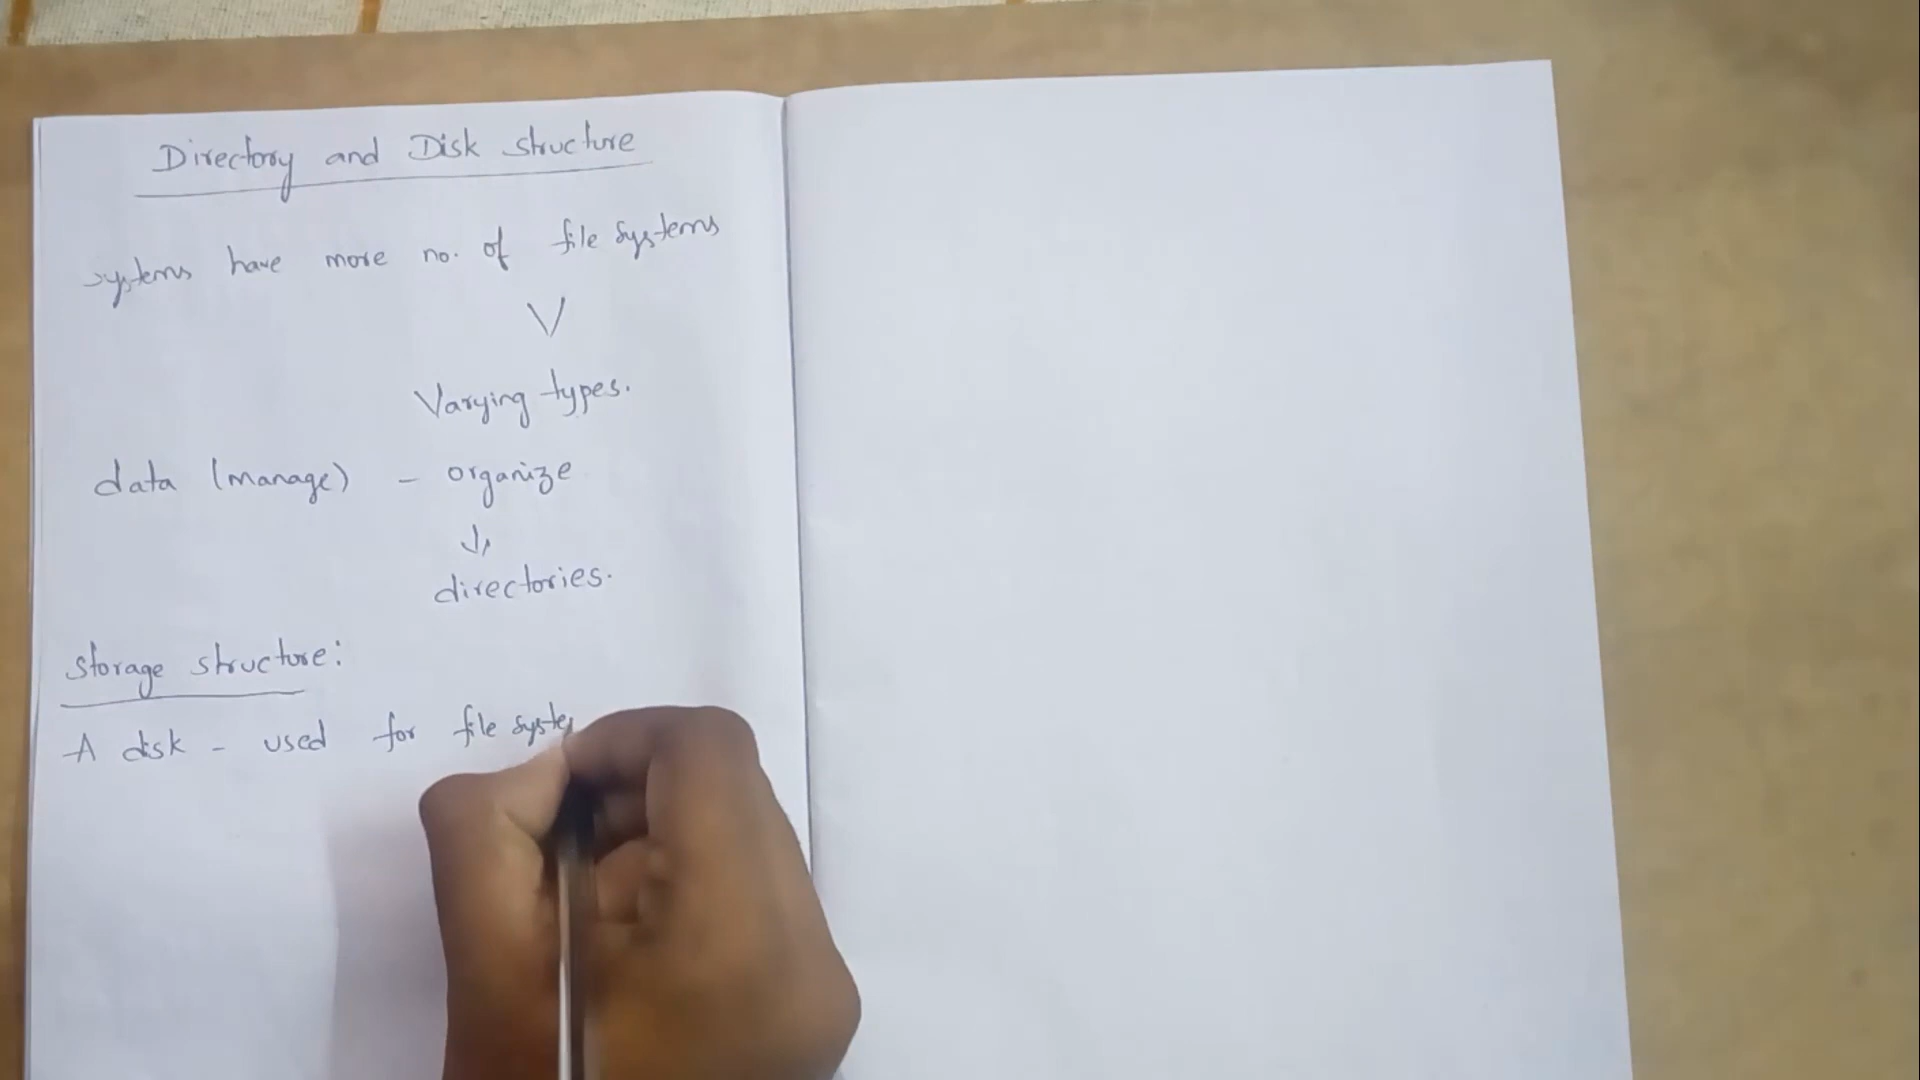 Directory and Disk structure
systems have more no. of file systems
Varying types.
data (manage) - organize
directories.
Storage structure:
A disk - used for file syste